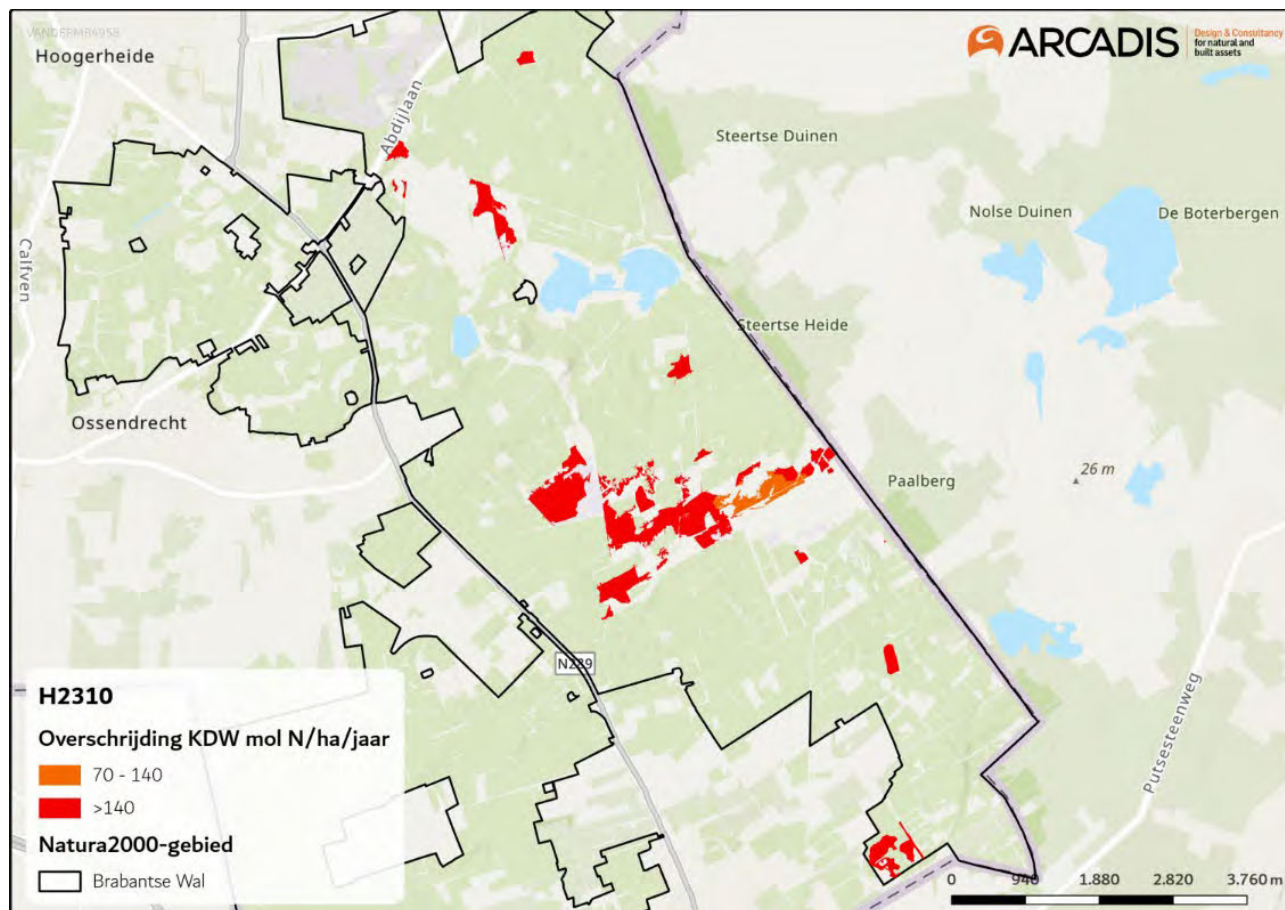 VANDERMB6958
Hoogerheide
ARCADIS
Design & Consultancy
for natural and
built assets
Abdijlaan
Steertse Duinen
Nolse Duinen
De Boterbergen
Calfven
Steertse Heide
Ossendrecht
Paalberg
26 m
N289
Putsesteenweg
H2310
Overschrijding KDW mol N/ha/jaar
70 - 140
>140
Natura2000-gebied
Brabantse Wal
0 940 1.880 2.820 3.760 m